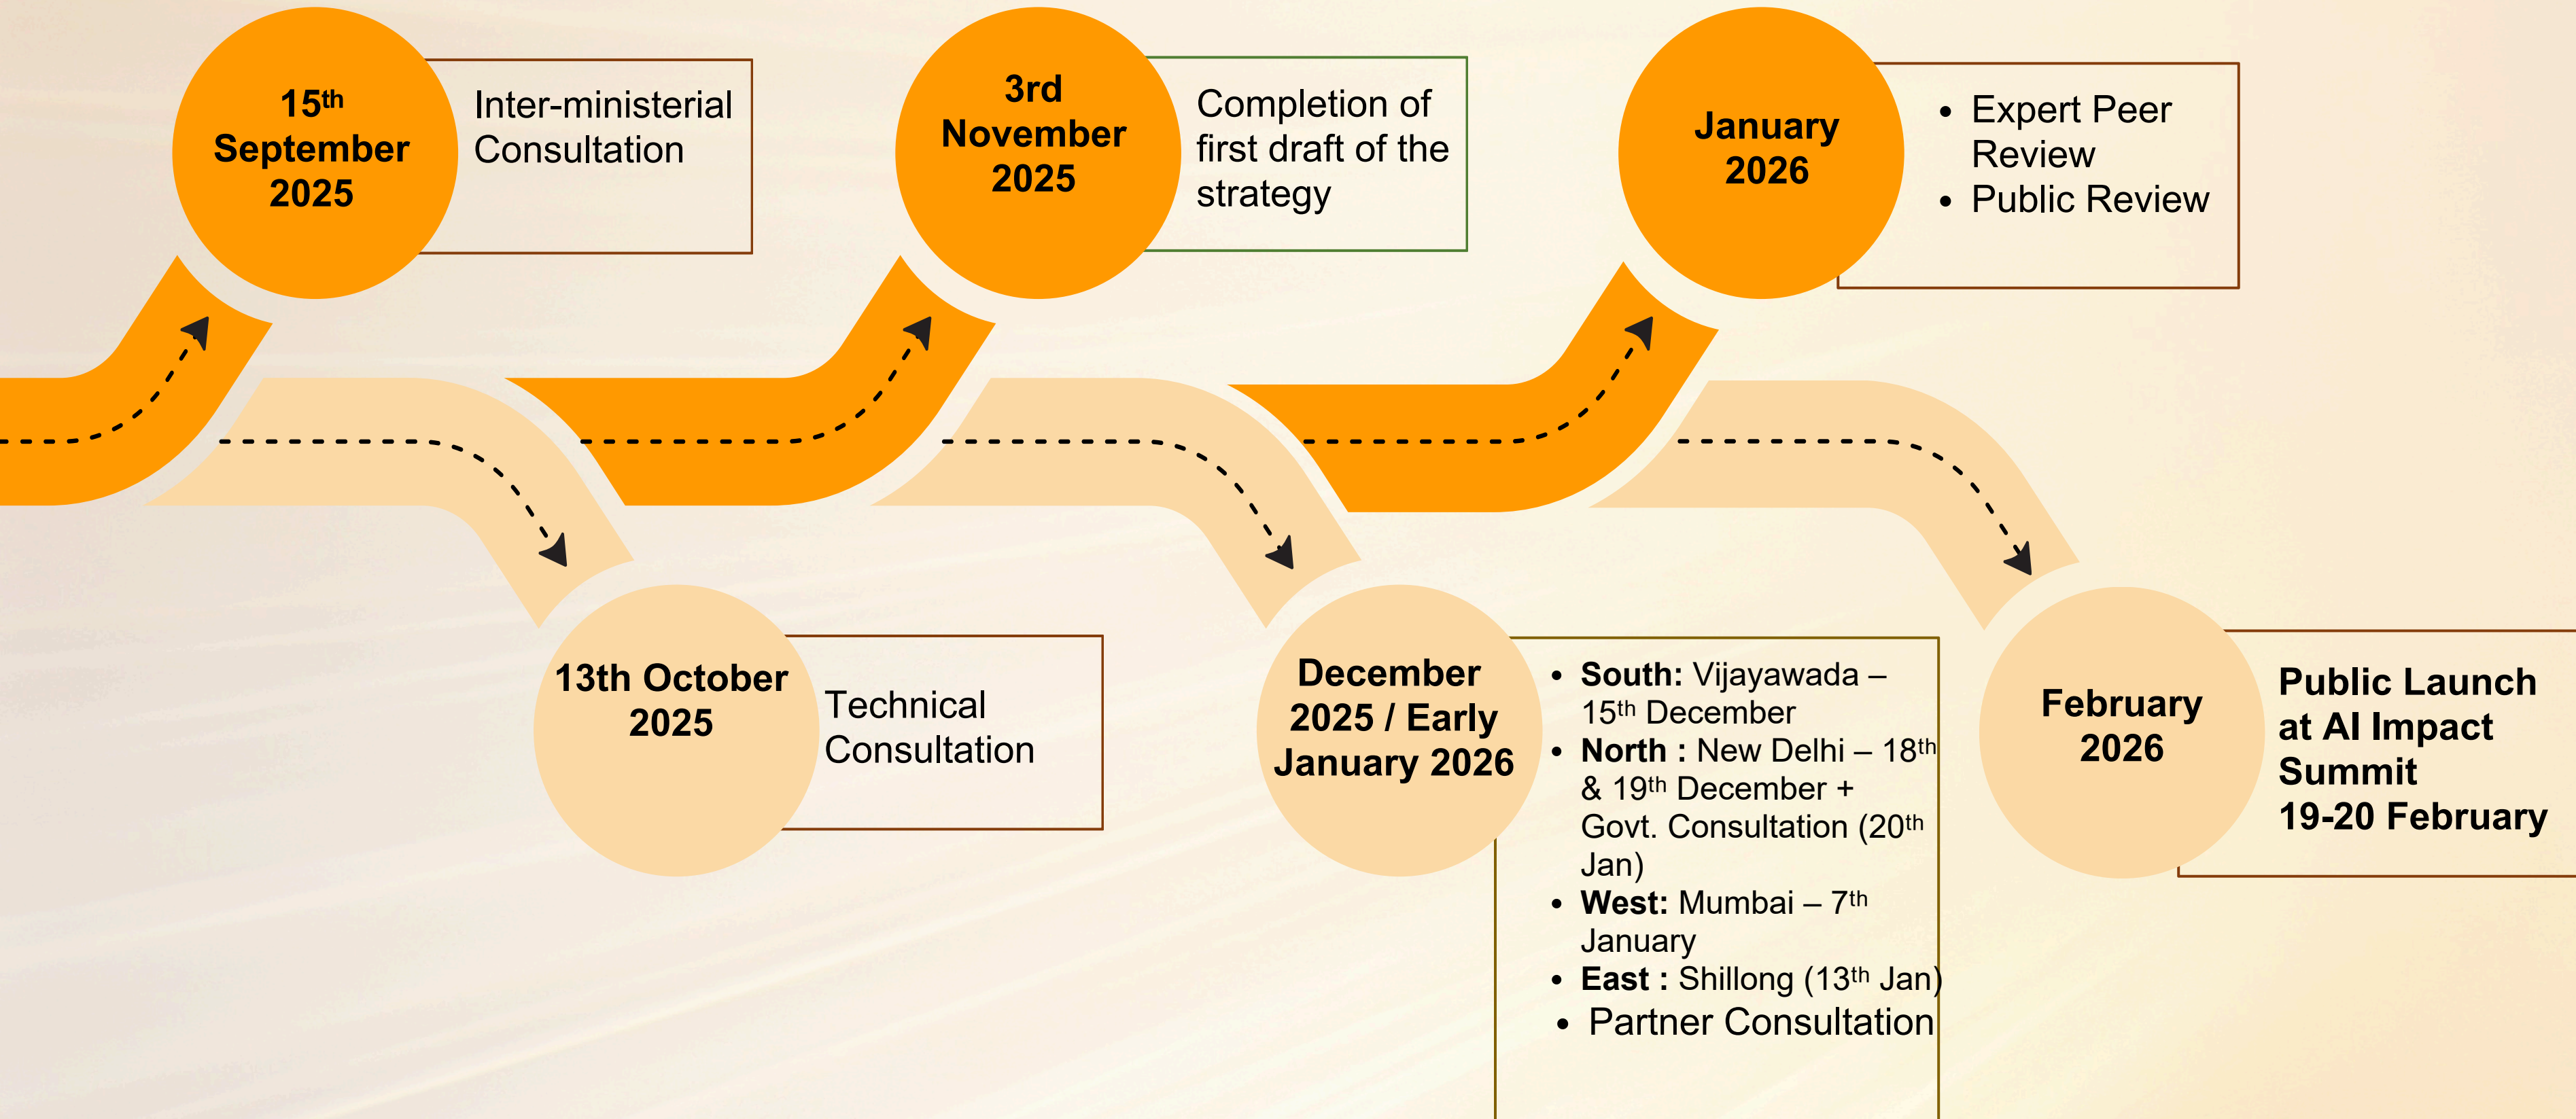 15th
September
2025
Inter-ministerial
Consultation
13th October
2025
Technical
Consultation
3rd
November
2025
Completion of
first draft of the
strategy
December
2025 / Early
January 2026
• South: Vijayawada –
15th December
• North : New Delhi – 18th
& 19th December +
Govt. Consultation (20th
Jan)
• West: Mumbai – 7th
January
• East : Shillong (13th Jan)
• Partner Consultation
January
2026
• Expert Peer
Review
• Public Review
February
2026
Public Launch
at AI Impact
Summit
19-20 February